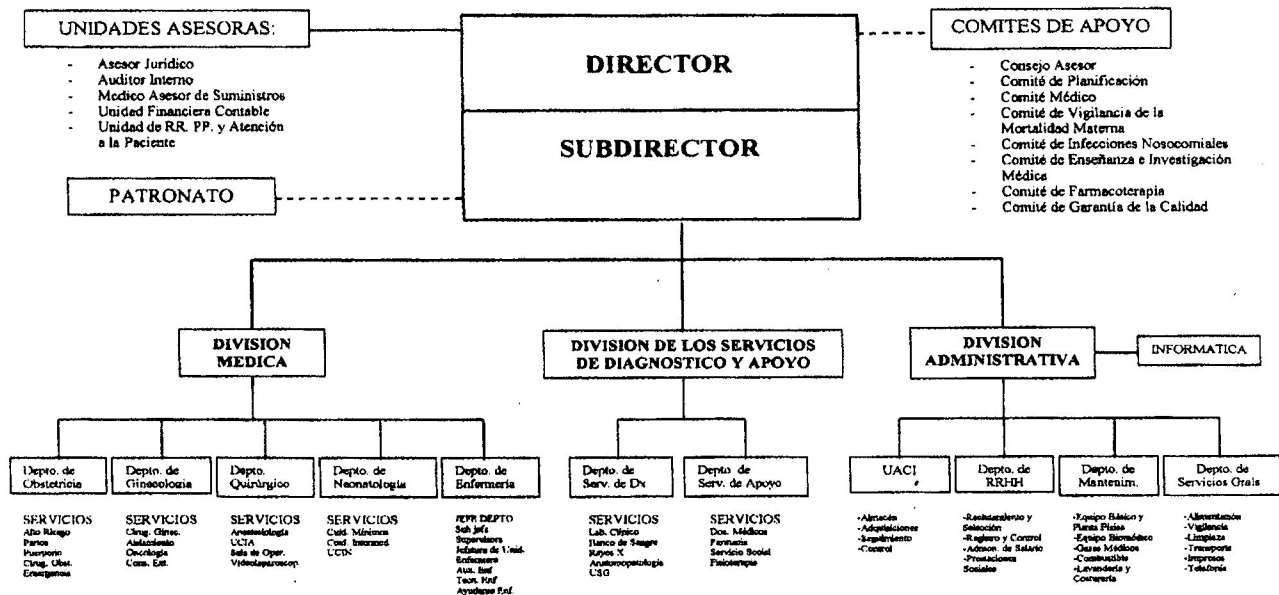 UNIDADES ASESORAS:
- Asesor Jurídico
- Auditor Interno
- Medico Asesor de Suministros
- Unidad Financiera Contable
- Unidad de RR. PP. y Atención
a la Paciente
PATRONATO
DIRECTOR
SUBDIRECTOR
COMITES DE APOYO
- Consejo Asesor
- Comité de Planificación
- Comité Médico
- Comité de Vigilancia de la
Mortalidad Materna
- Comité de Infecciones Nosocomiales
- Comité de Enseñanza e Investigación
Médica
- Comité de Farmacoterapia
- Comité de Garantía de la Calidad
DIVISION
MEDICA
DIVISION DE LOS SERVICIOS
DE DIAGNOSTICO Y APOYO
DIVISION
ADMINISTRATIVA
INFORMATICA
Depto. de
Obstetricia
SERVICIOS
Alto Riesgo
Partos
Puerperio
Cirug. Obst.
Emergencia
Depto. de
Ginecologia
SERVICIOS
Cirug. Ginec.
Aislamiento
Oncología
Cons. Ext.
Depto.
Quirúrgico
SERVICIOS
Anestesiología
UCIA
Sala de Oper.
Videolaparoscop.
Depto. de
Neonatología
SERVICIOS
Cuid. Mínimos
Cuid. Intermed
UCIN
Depto. de
Enfermería
JEFE DEPTO
Sub jefe
Supervisora
Jefatura de Unid.
Enfermera
Aux. Enf
Tecn. Enf
Ayudante Enf.
Depto. de
Serv. de Dx
SERVICIOS
Lab. Clínico
Banco de Sangre
Rayos X
Anatomopatología
USG
Depto. de
Serv. de Apoyo
SERVICIOS
Dos. Médicos
Farmacia
Servicio Social
Fisioterapia
UACI
-Almacén
-Adquisiciones
-Seguimiento
-Control
Depto. de
RRHH
-Reclutamiento y
Selección
-Registro y Control
-Admon. de Salario
-Prestaciones
Sociales
Depto. de
Mantenim.
-Equipo Básico y
Planta Física
-Equipo Biomédico
-Gases Médicos
-Combustible
-Lavandería y
Costurería
Depto. de
Servicios Grals
-Alimentación
-Vigilancia
-Limpieza
-Transporte
-Impresos
-Telefonía